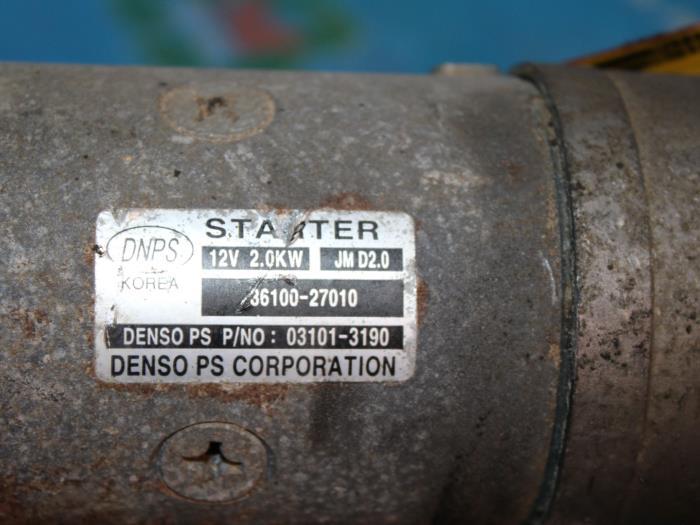 STARTER
DNPS
KOREA
12V 2.0KW JM D2.0
36100-27010
DENSO PS P/NO: 03101-3190
DENSO PS CORPORATION